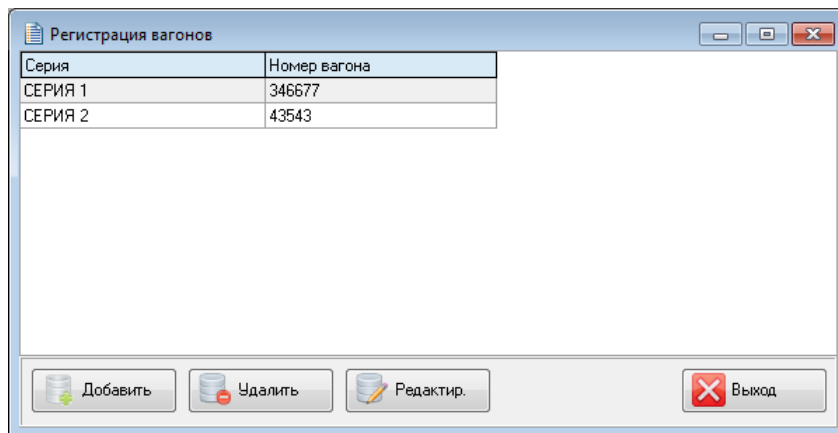 Регистрация вагонов
Серия Номер вагона
СЕРИЯ 1 346677
СЕРИЯ 2 43543
Добавить Удалить Редактир. Выход